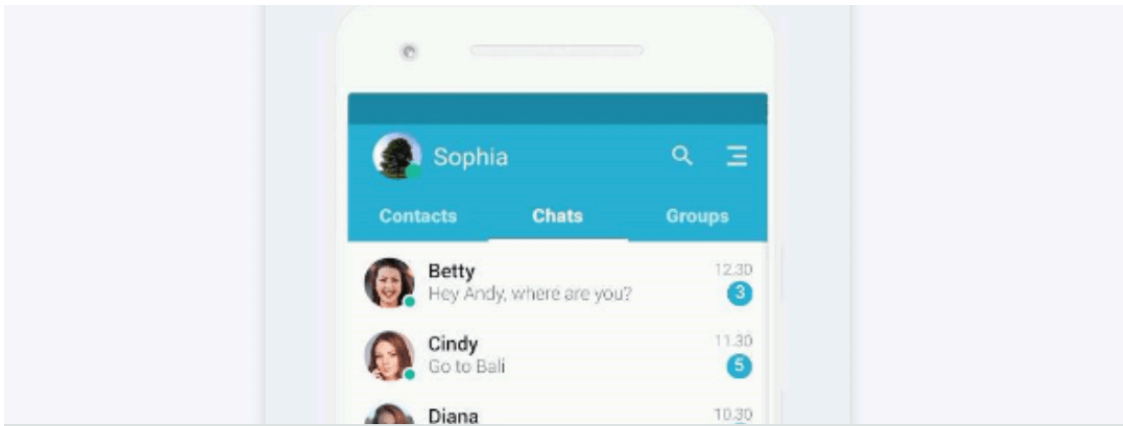 Sophia
Contacts Chats Groups
Betty 12.30
Hey Andy, where are you? 3
Cindy 11.30
Go to Bali 5
Diana 10.30